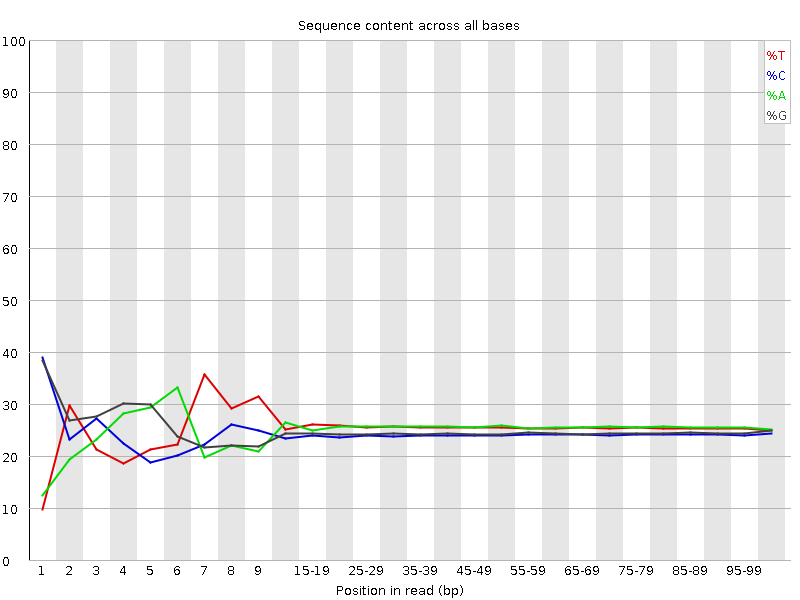 Sequence content across all bases
100
90
80
70
60
50
40
30
20
10
0
%T
%C
%A
%G
1 2 3 4 5 6 7 8 9 15-19 25-29 35-39 45-49 55-59 65-69 75-79 85-89 95-99
Position in read (bp)